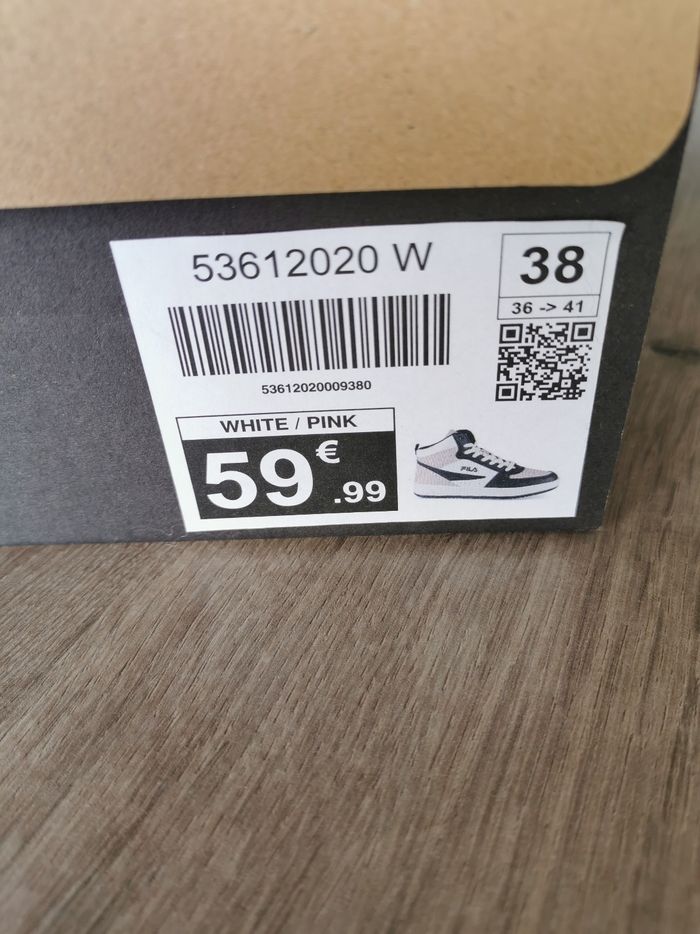 53612020 W
38
36 -> 41
53612020009380
WHITE / PINK
59€.99
FILA